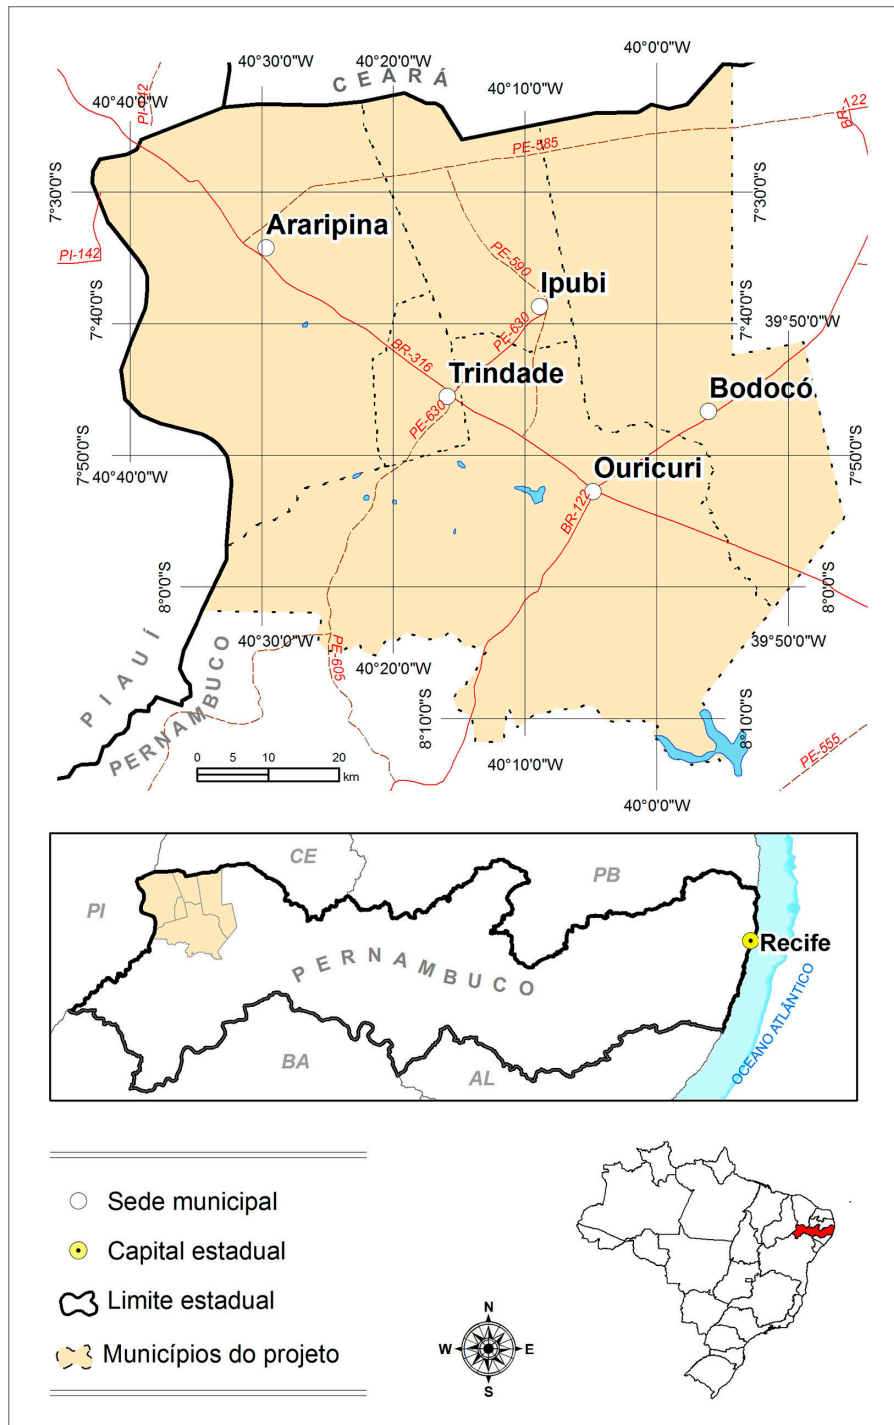 40°30'0"W
40°20'0"W
40°0'0"W
CEARÁ
40°10'0"W
40°40'0"W
PI-142
BR-122
PE-585
7°30'0"S
7°30'0"S
Araripina
PI-142
PE-590
Ipubi
7°40'0"S
7°40'0"S
39°50'0"W
PE-630
BR-316
Trindade
Bodocó
PE-630
7°50'0"S
40°40'0"W
Ouricuri
7°50'0"S
BR-122
8°0'0"S
8°0'0"S
40°30'0"W
40°20'0"W
39°50'0"W
PIAUÍ
PERNAMBUCO
PE-605
8°10'0"S
8°10'0"S
PE-555
0 5 10 20
km
40°10'0"W
40°0'0"W
CE
PB
PI
Recife
PERNAMBUCO
OCEANO ATLÂNTICO
BA
AL
Sede municipal
Capital estadual
Limite estadual
Municípios do projeto
N
W E
S